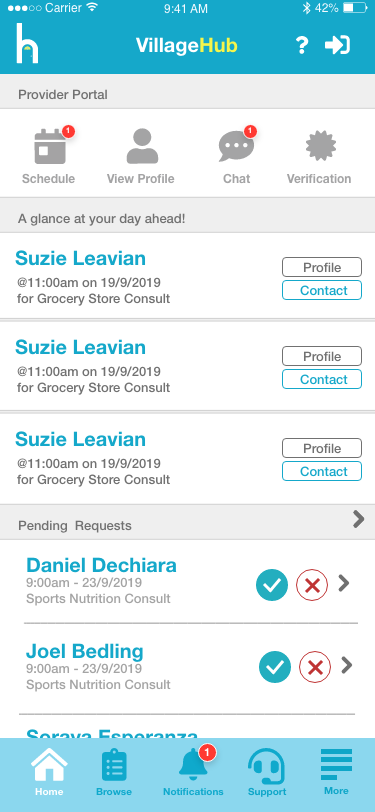 Carrier 9:41 AM 42%
h VillageHub ?
Provider Portal
1 1
Schedule View Profile Chat Verification
A glance at your day ahead!
Suzie Leavian
@11:00am on 19/9/2019
for Grocery Store Consult
Profile
Contact
Suzie Leavian
@11:00am on 19/9/2019
for Grocery Store Consult
Profile
Contact
Suzie Leavian
@11:00am on 19/9/2019
for Grocery Store Consult
Profile
Contact
Pending Requests
Daniel Dechiara
9:00am - 23/9/2019
Sports Nutrition Consult
Joel Bedling
9:00am - 23/9/2019
Sports Nutrition Consult
Soraya Esperanza
1
Home Browse Notifications Support More